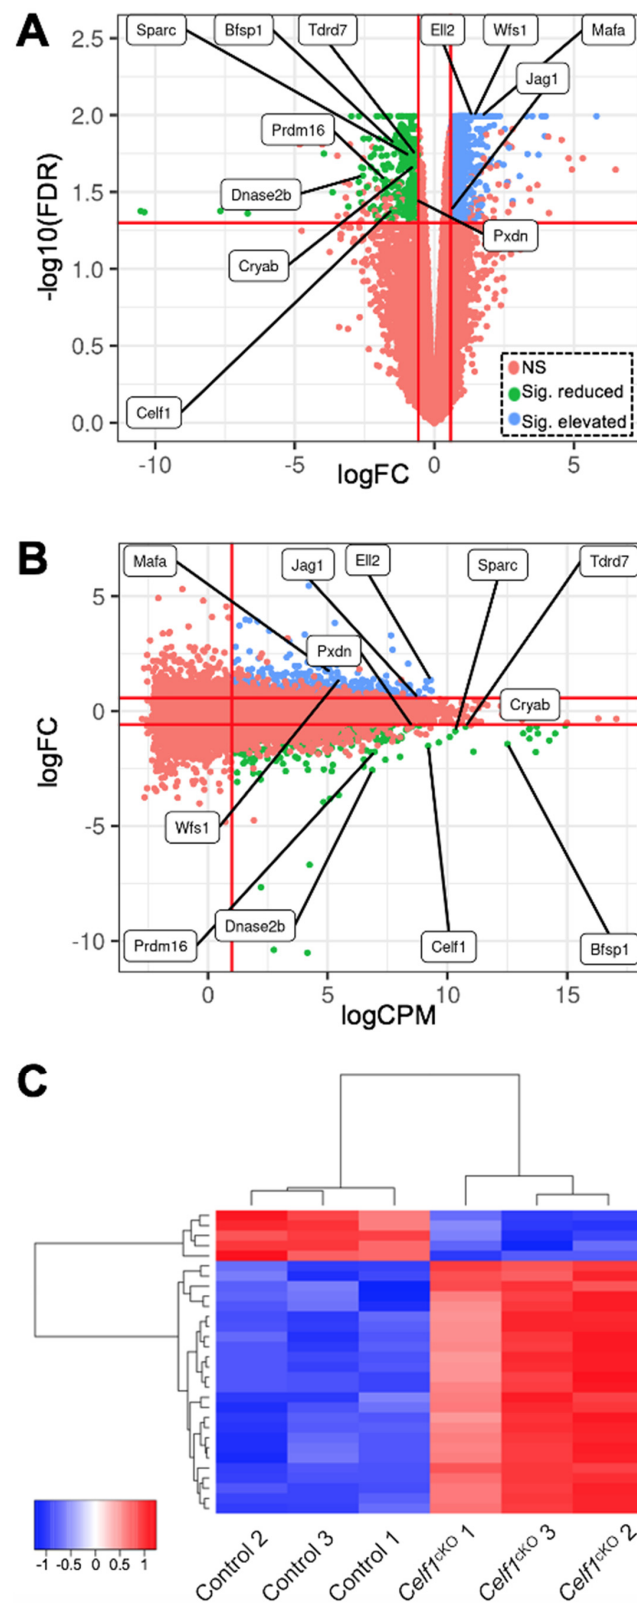 A
Sparc Bfsp1 Tdrd7 Ell2 Wfs1 Mafa
Jag1
Prdm16
Dnase2b
Cryab
Pxdn
Celf1
-log10(FDR)
2.5
2.0
1.5
1.0
0.5
0.0
NS
Sig. reduced
Sig. elevated
-10 -5 0 5
logFC
B
Mafa Jag1 Ell2 Sparc Tdrd7
Pxdn
Cryab
Wfs1
Dnase2b
Prdm16
Celf1
Bfsp1
logFC
5
0
-5
-10
0 5 10 15
logCPM
C
-1 -0.5 0 0.5 1
Control 2
Control 3
Control 1
Celf1cKO 1
Celf1cKO 3
Celf1cKO 2